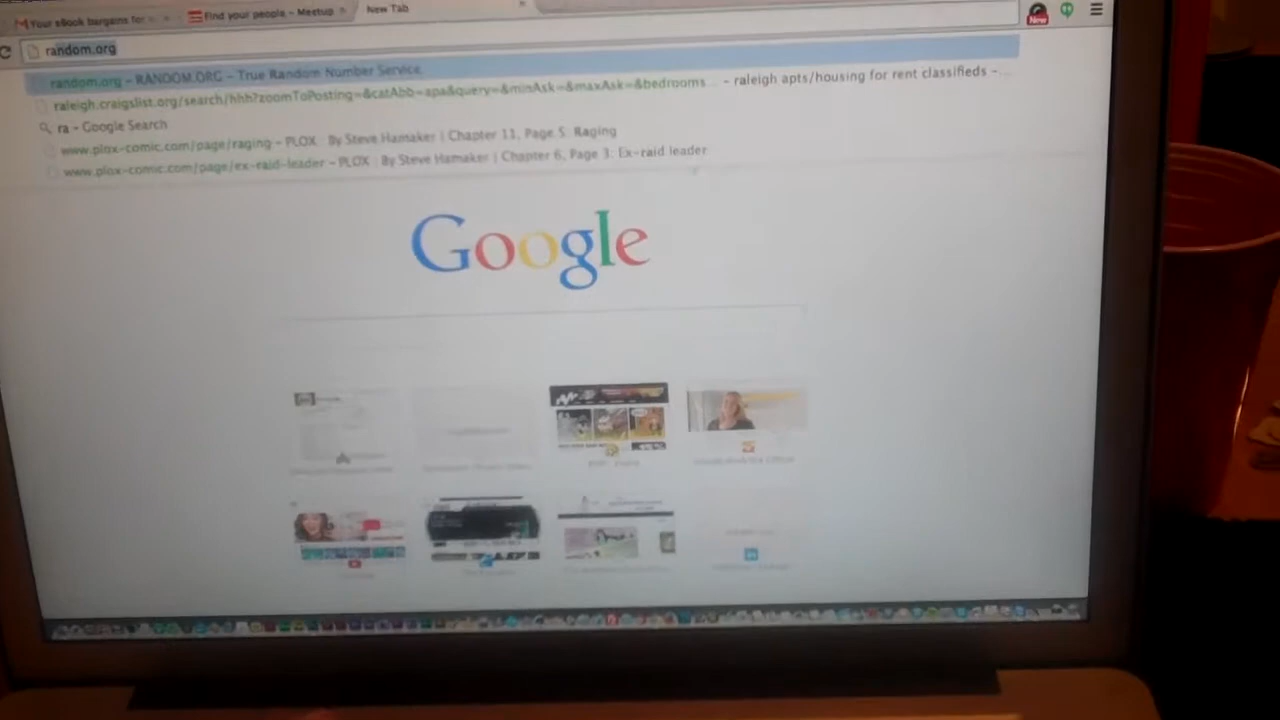 Your eBook bargains for
Find your people - Meetup
New Tab
random.org
New
random.org - RANDOM.ORG - True Random Number Service
raleigh.craigslist.org/search/hhh?zoomToPosting=&catAbb=apa&query=&minAsk=&maxAsk=&bedrooms... - raleigh apts/housing for rent classifieds -...
ra - Google Search
www.plox-comic.com/page/raging - PLOX : By Steve Hamaker | Chapter 11, Page 5: Raging
www.plox-comic.com/page/ex-raid-leader - PLOX : By Steve Hamaker | Chapter 6, Page 3: Ex-raid leader
Google